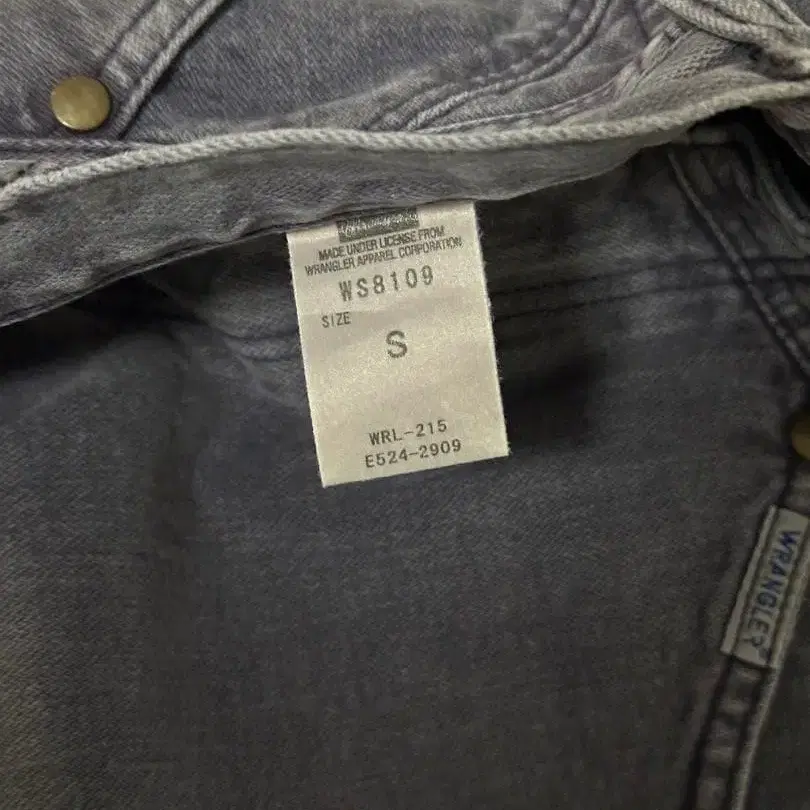 MADE UNDER LICENSE FROM
WRANGLER APPAREL CORPORATION
WS8109
SIZE
S
WRL-215
E524-2909
WRANGLER